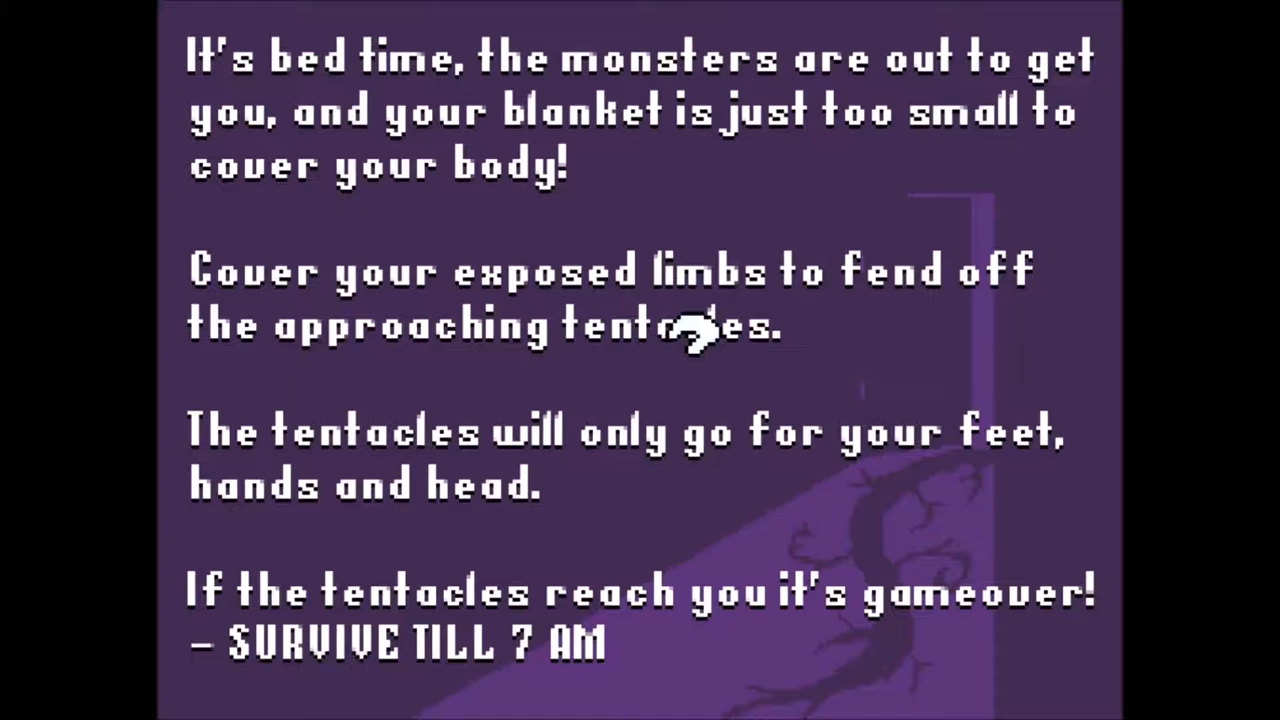 It's bed time, the monsters are out to get
you, and your blanket is just too small to
cover your body!
Cover your exposed limbs to fend off
the approaching tentacles.
The tentacles will only go for your feet,
hands and head.
If the tentacles reach you it's gameover!
- SURVIVE TILL 7 AM